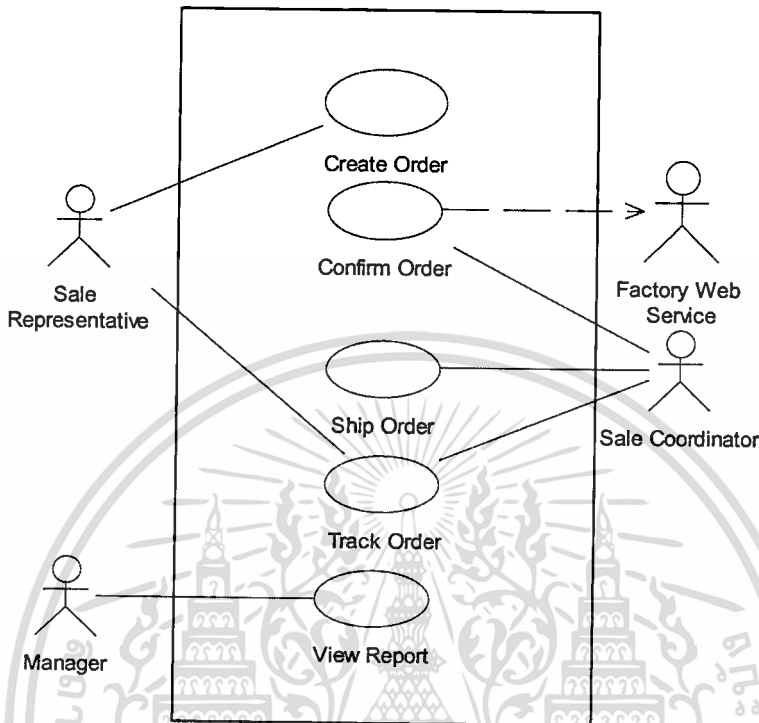 Create Order
Confirm Order
Sale
Representative
Factory Web
Service
Ship Order
Sale Coordinator
Track Order
Manager
View Report